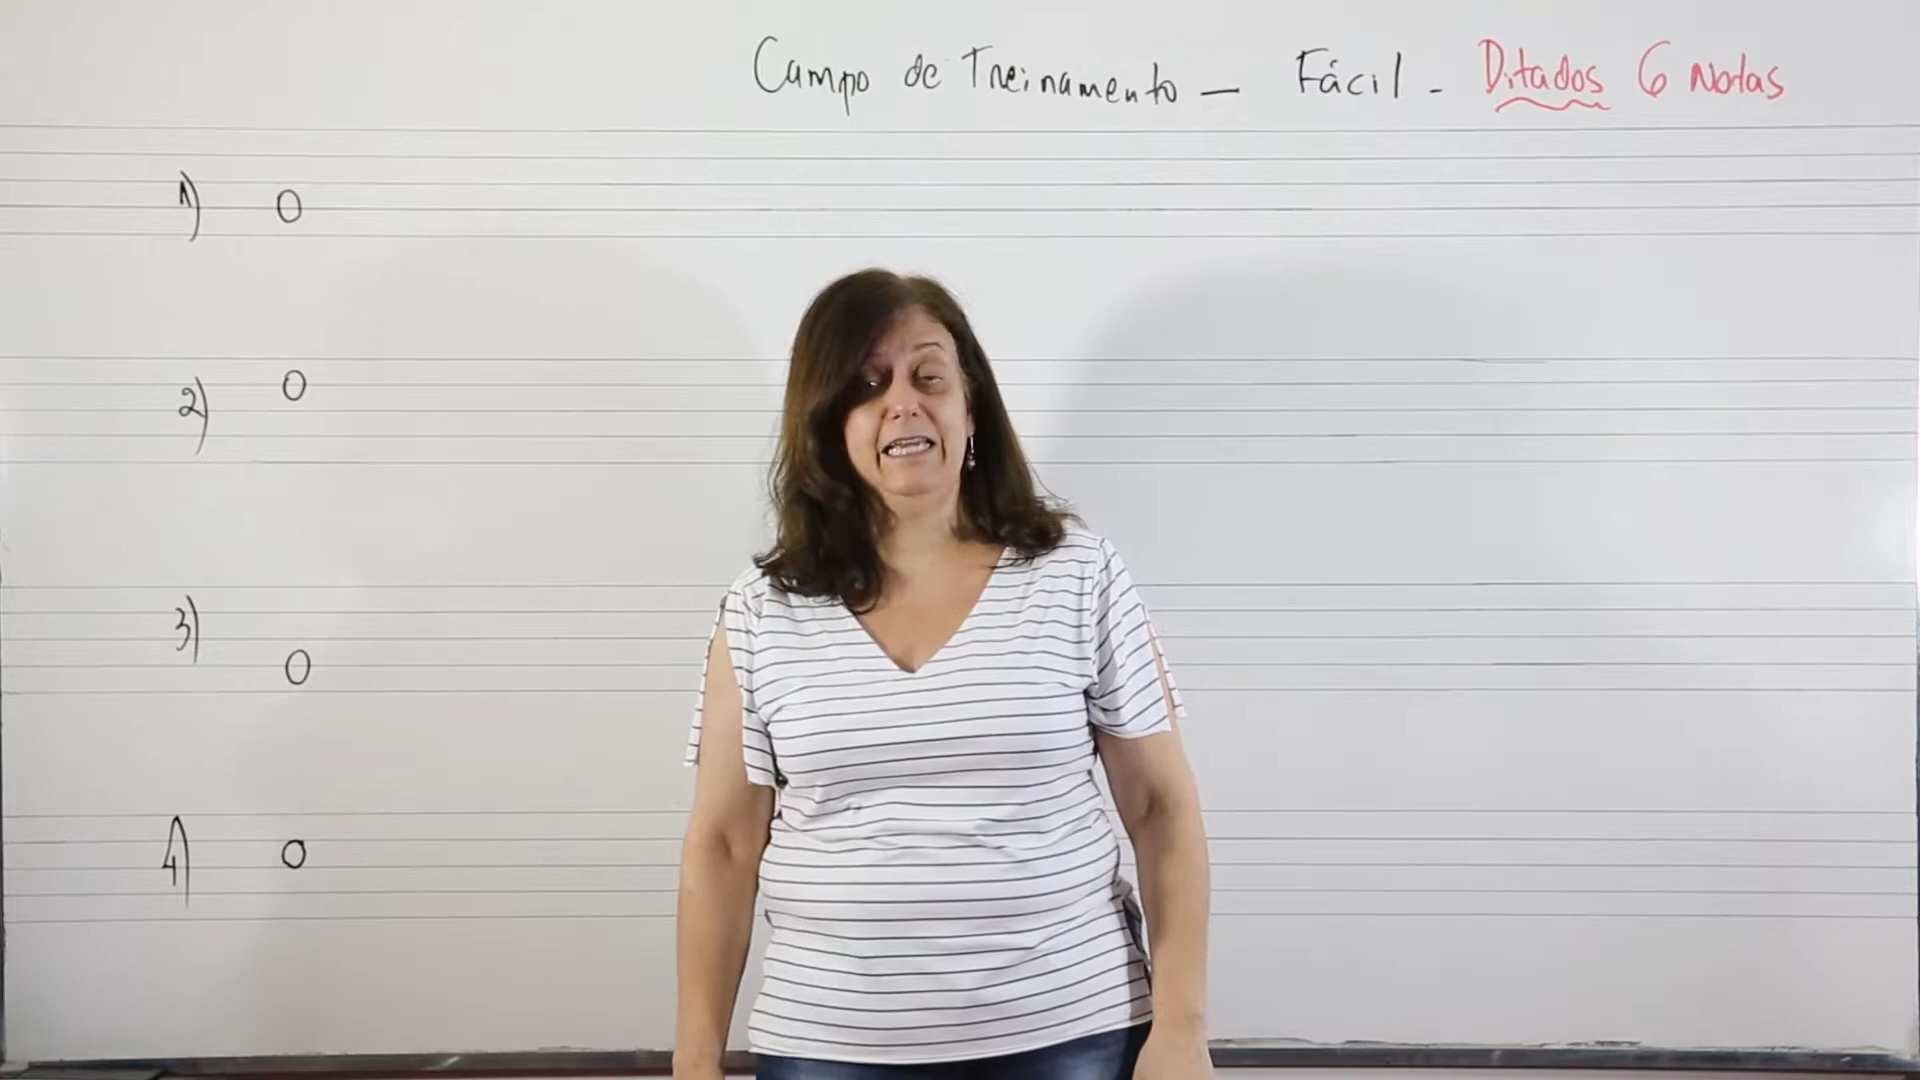 Campo de Treinamento - Fácil - Ditados 6 Notas
1)
2)
3)
4)